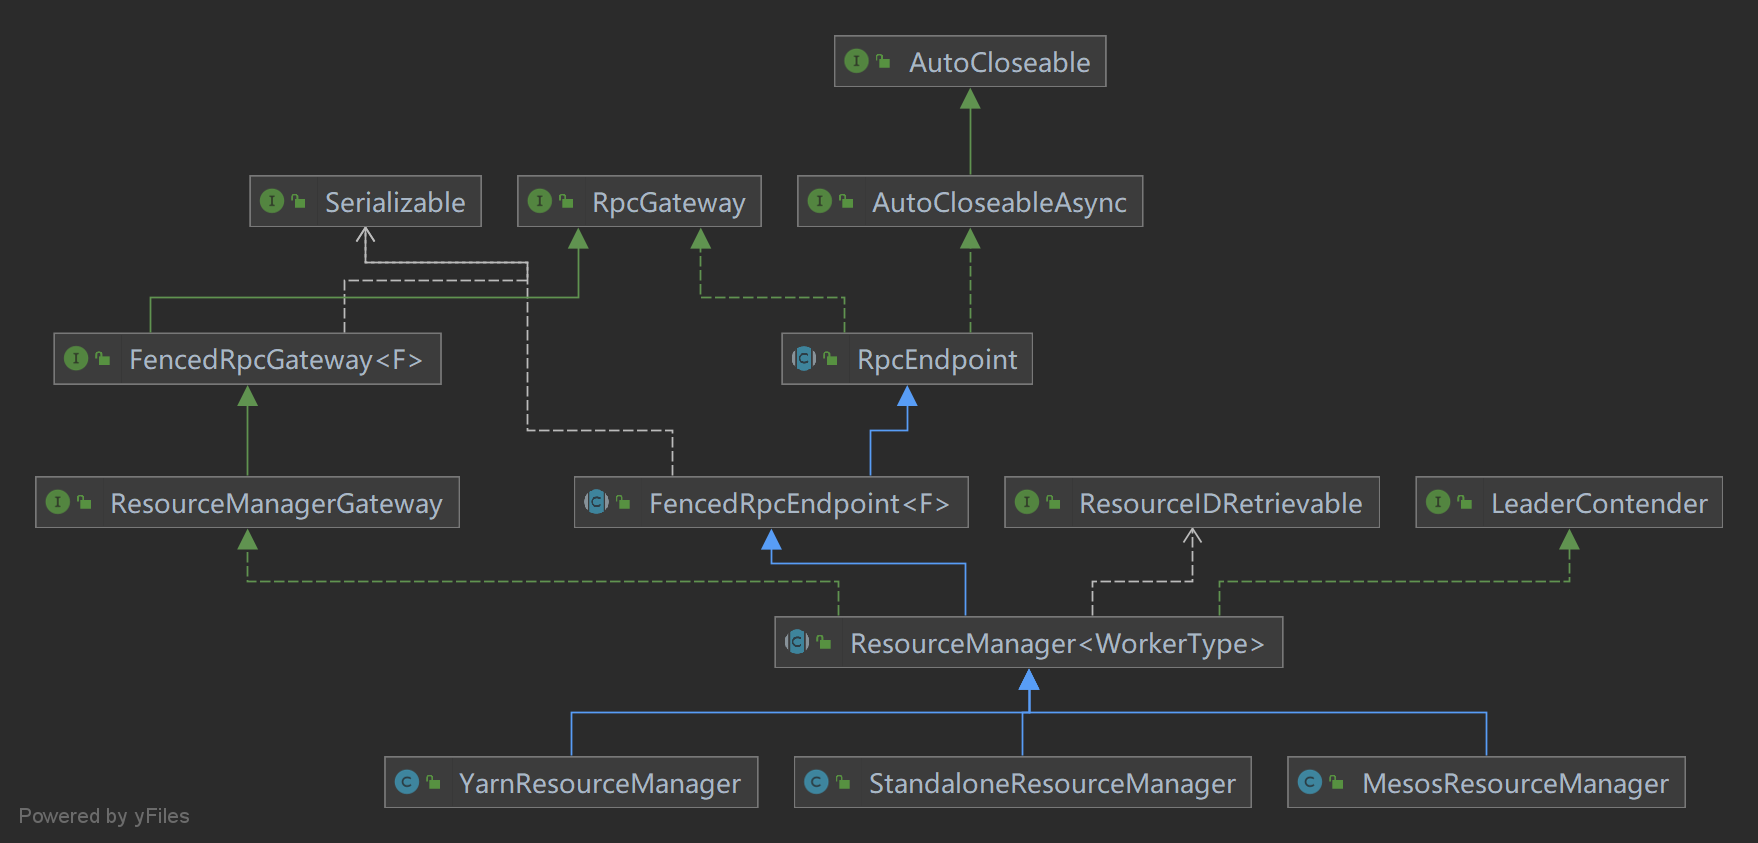 AutoCloseable
Serializable
RpcGateway
AutoCloseableAsync
FencedRpcGateway<F>
RpcEndpoint
ResourceManagerGateway
FencedRpcEndpoint<F>
ResourceIDRetrievable
LeaderContender
ResourceManager<WorkerType>
YarnResourceManager
StandaloneResourceManager
MesosResourceManager
Powered by yFiles